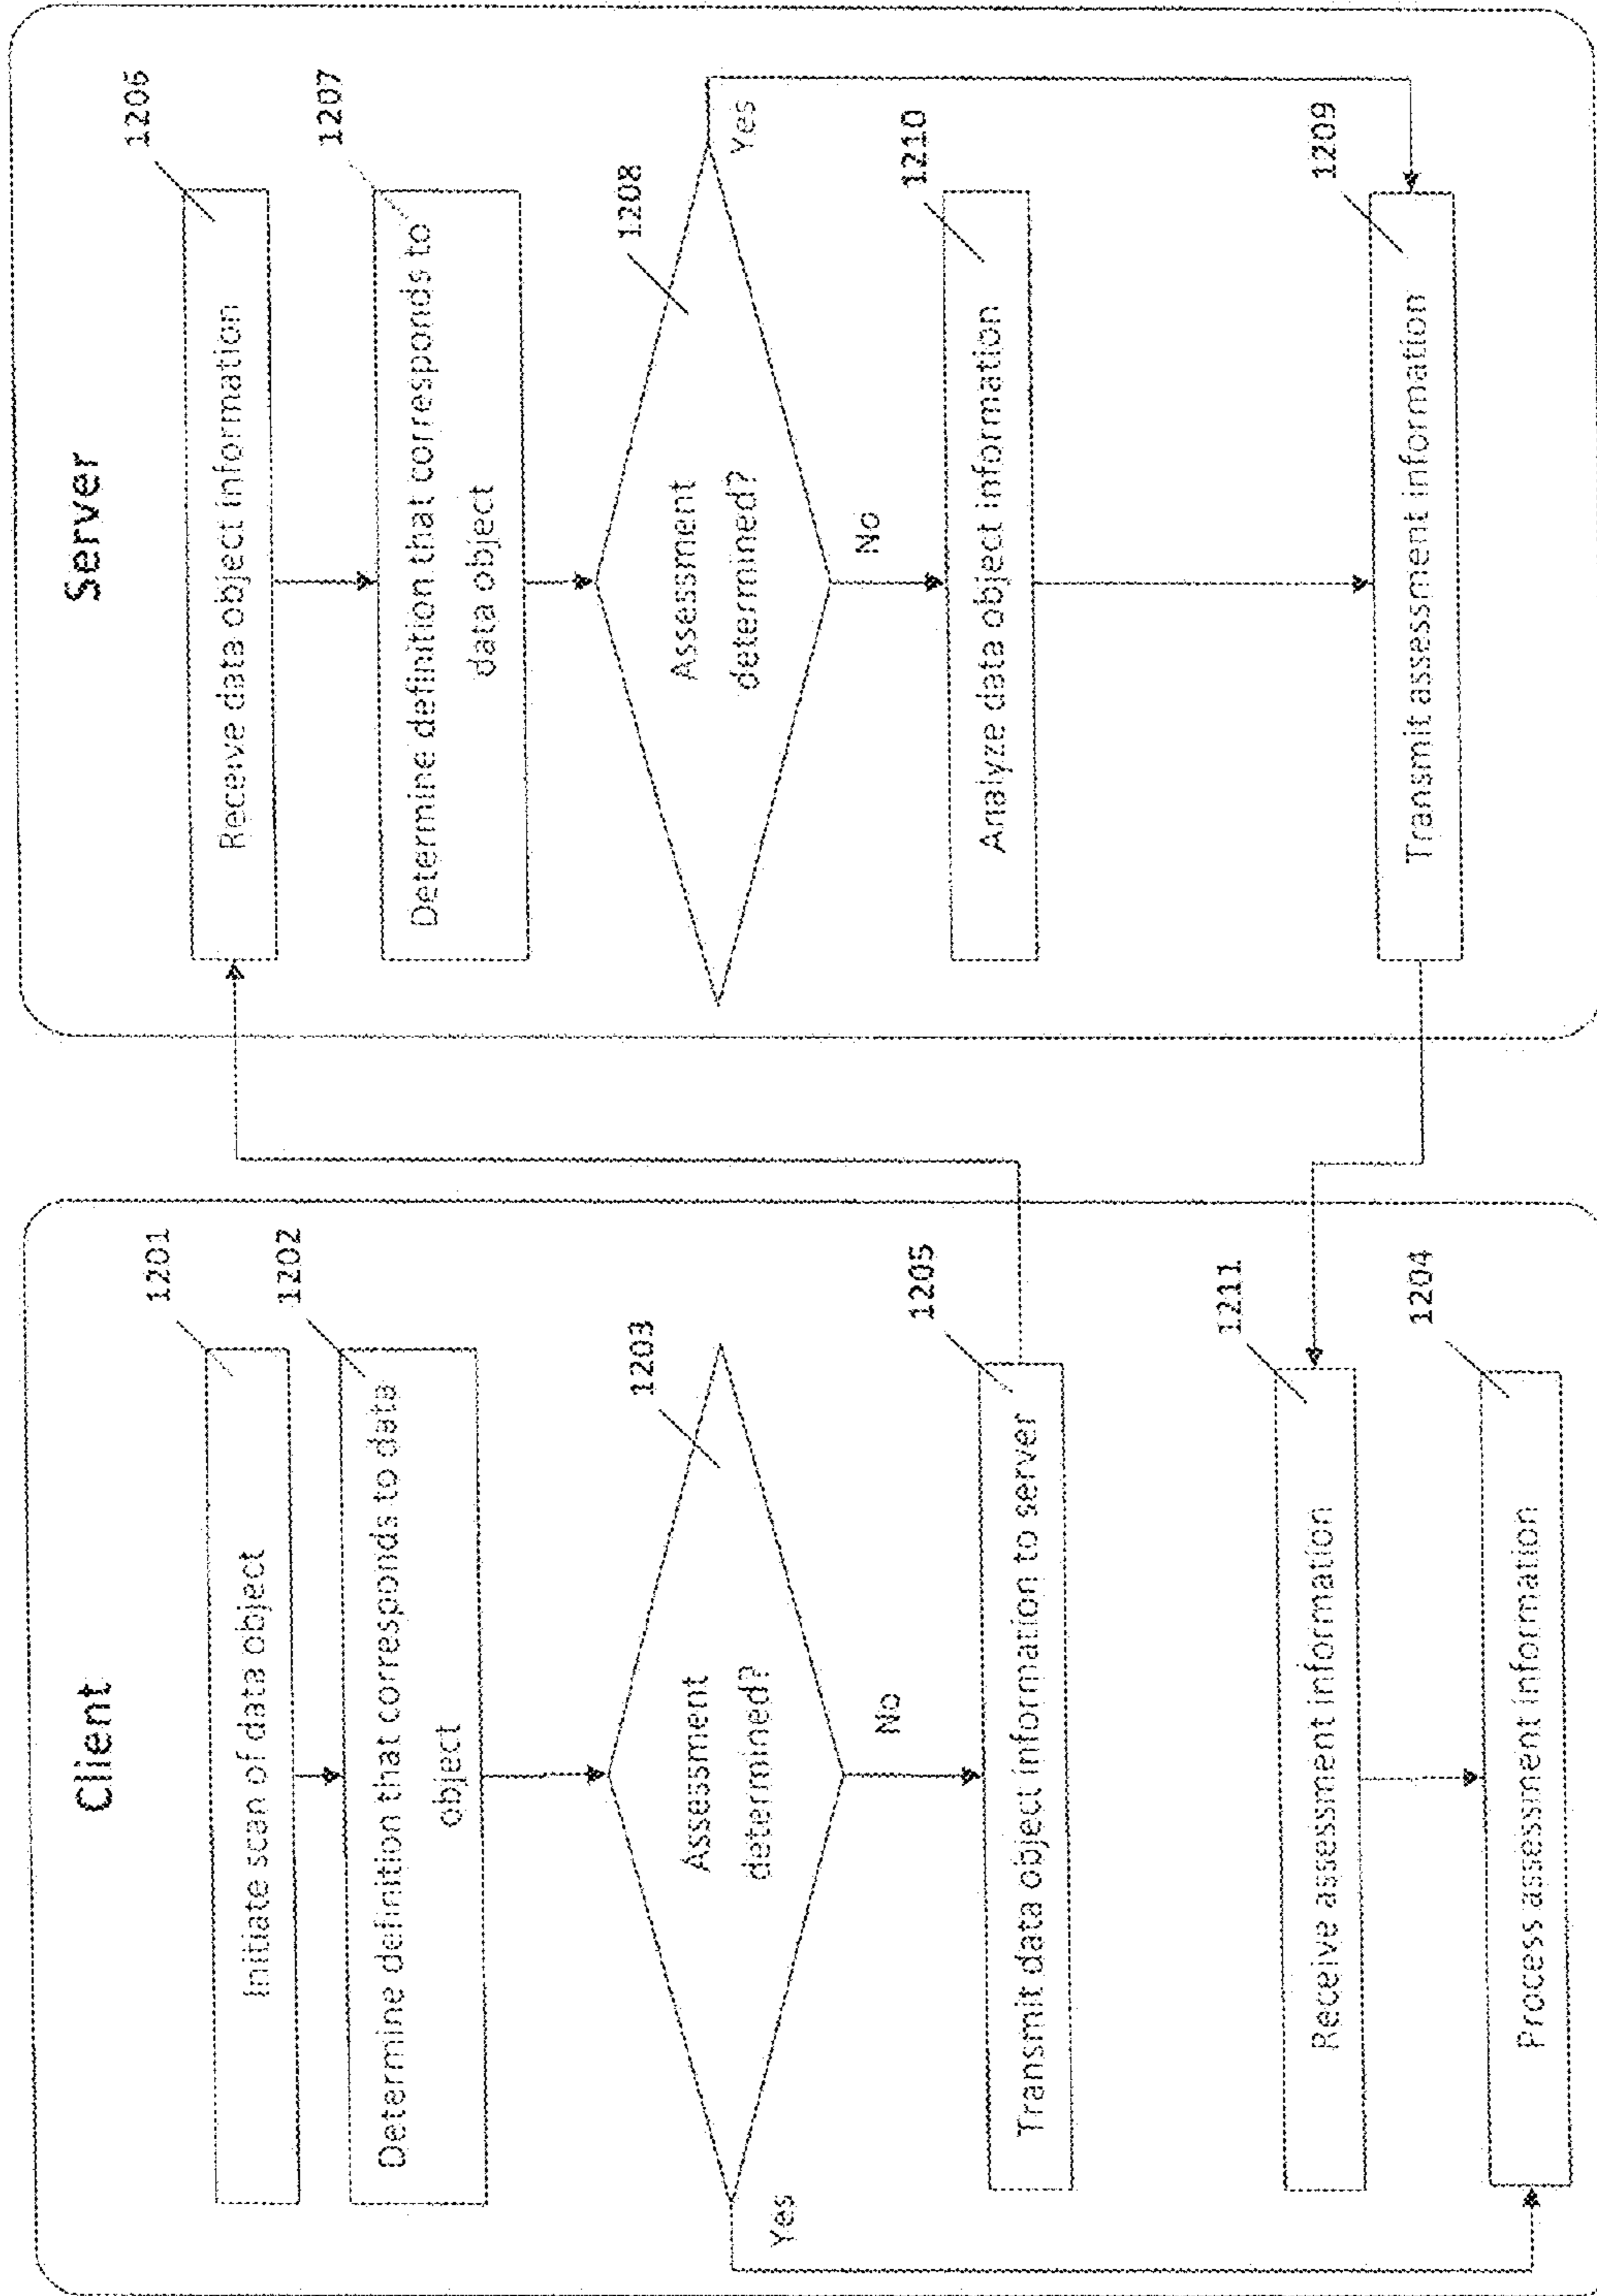 Client
1201
Initiate scan of data object
1202
Determine definition that corresponds to data
object
1203
Assessment
determined?
Yes
No
1205
Transmit data object information to server
1211
Receive assessment information
1204
Process assessment information
Server
1206
Receive data object information
1207
Determine definition that corresponds to
data object
1208
Assessment
determined?
Yes
No
1210
Analyze data object information
1209
Transmit assessment information